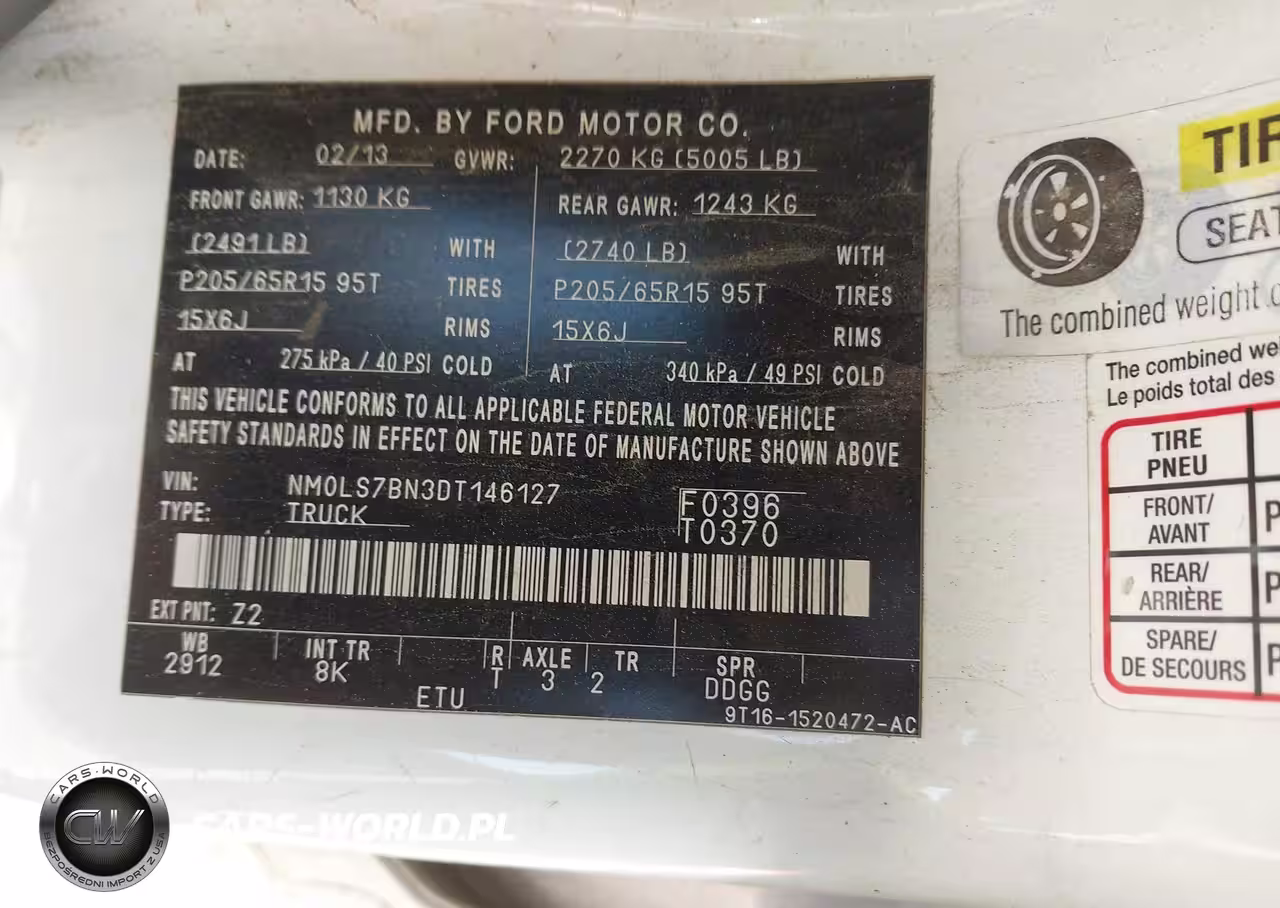 MFD. BY FORD MOTOR CO.
DATE: 02/13 GVWR: 2270 KG (5005 LB)
FRONT GAWR: 1130 KG REAR GAWR: 1243 KG
(2491 LB) WITH (2740 LB) WITH
P205/65R15 95T TIRES P205/65R15 95T TIRES
15X6J RIMS 15X6J RIMS
AT 275 kPa / 40 PSI COLD AT 340 kPa / 49 PSI COLD
THIS VEHICLE CONFORMS TO ALL APPLICABLE FEDERAL MOTOR VEHICLE
SAFETY STANDARDS IN EFFECT ON THE DATE OF MANUFACTURE SHOWN ABOVE
VIN: NM0LS7BN3DT146127 F0396
TYPE: TRUCK T0370
EXT PNT: Z2
WB INT TR R AXLE TR SPR
2912 8K T 3 2 DDGG
ETU
9T16-1520472-AC
TIR
SEAT
The combined weight
The combined wei
Le poids total des
TIRE
PNEU
FRONT/
AVANT P
REAR/
ARRIÈRE P
SPARE/
DE SECOURS P
CARS-WORLD
CW
BEZPOŚREDNI IMPORT Z USA
CARS-WORLD.PL